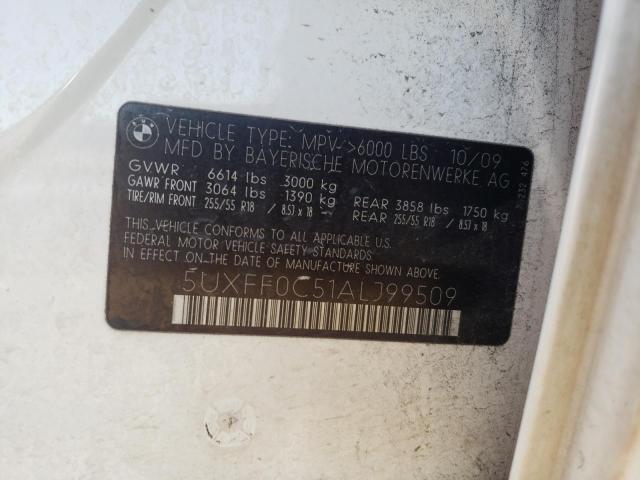 VEHICLE TYPE: MPV->6000 LBS 10/09
MFD BY BAYERISCHE MOTORENWERKE AG
GVWR 6614 lbs 3000 kg
GAWR FRONT 3064 lbs 1390 kg REAR 3858 lbs 1750 kg
TIRE/RIM FRONT 255/55 R18 / 8.5J x 18 REAR 255/55 R18 / 8.5J x 18
THIS VEHICLE CONFORMS TO ALL APPLICABLE U.S.
FEDERAL MOTOR VEHICLE SAFETY STANDARDS
IN EFFECT ON THE DATE OF MANUFACTURE SHOWN ABOVE.
5UXFF0C51ALJ99509
232 476